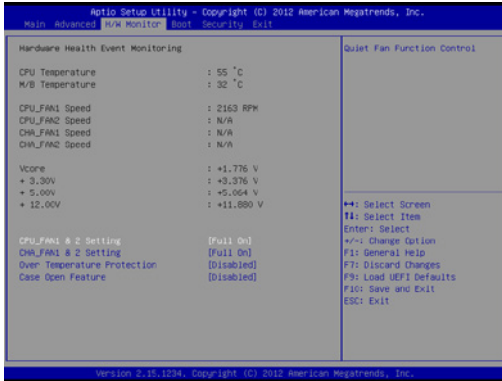 Aptio Setup Utility - Copyright (C) 2012 American Megatrends, Inc.
Main Advanced H/W Monitor Boot Security Exit
Hardware Health Event Monitoring
CPU Temperature : 55 °C
M/B Temperature : 32 °C
CPU_FAN1 Speed : 2163 RPM
CPU_FAN2 Speed : N/A
CHA_FAN1 Speed : N/A
CHA_FAN2 Speed : N/A
Vcore : +1.776 V
+ 3.30V : +3.376 V
+ 5.00V : +5.064 V
+ 12.00V : +11.880 V
CPU_FAN1 & 2 Setting [Full On]
CHA_FAN1 & 2 Setting [Full On]
Over Temperature Protection [Disabled]
Case Open Feature [Disabled]
Quiet Fan Function Control
↔: Select Screen
↑↓: Select Item
Enter: Select
+/-: Change Option
F1: General Help
F7: Discard Changes
F9: Load UEFI Defaults
F10: Save and Exit
ESC: Exit
Version 2.15.1234. Copyright (C) 2012 American Megatrends, Inc.